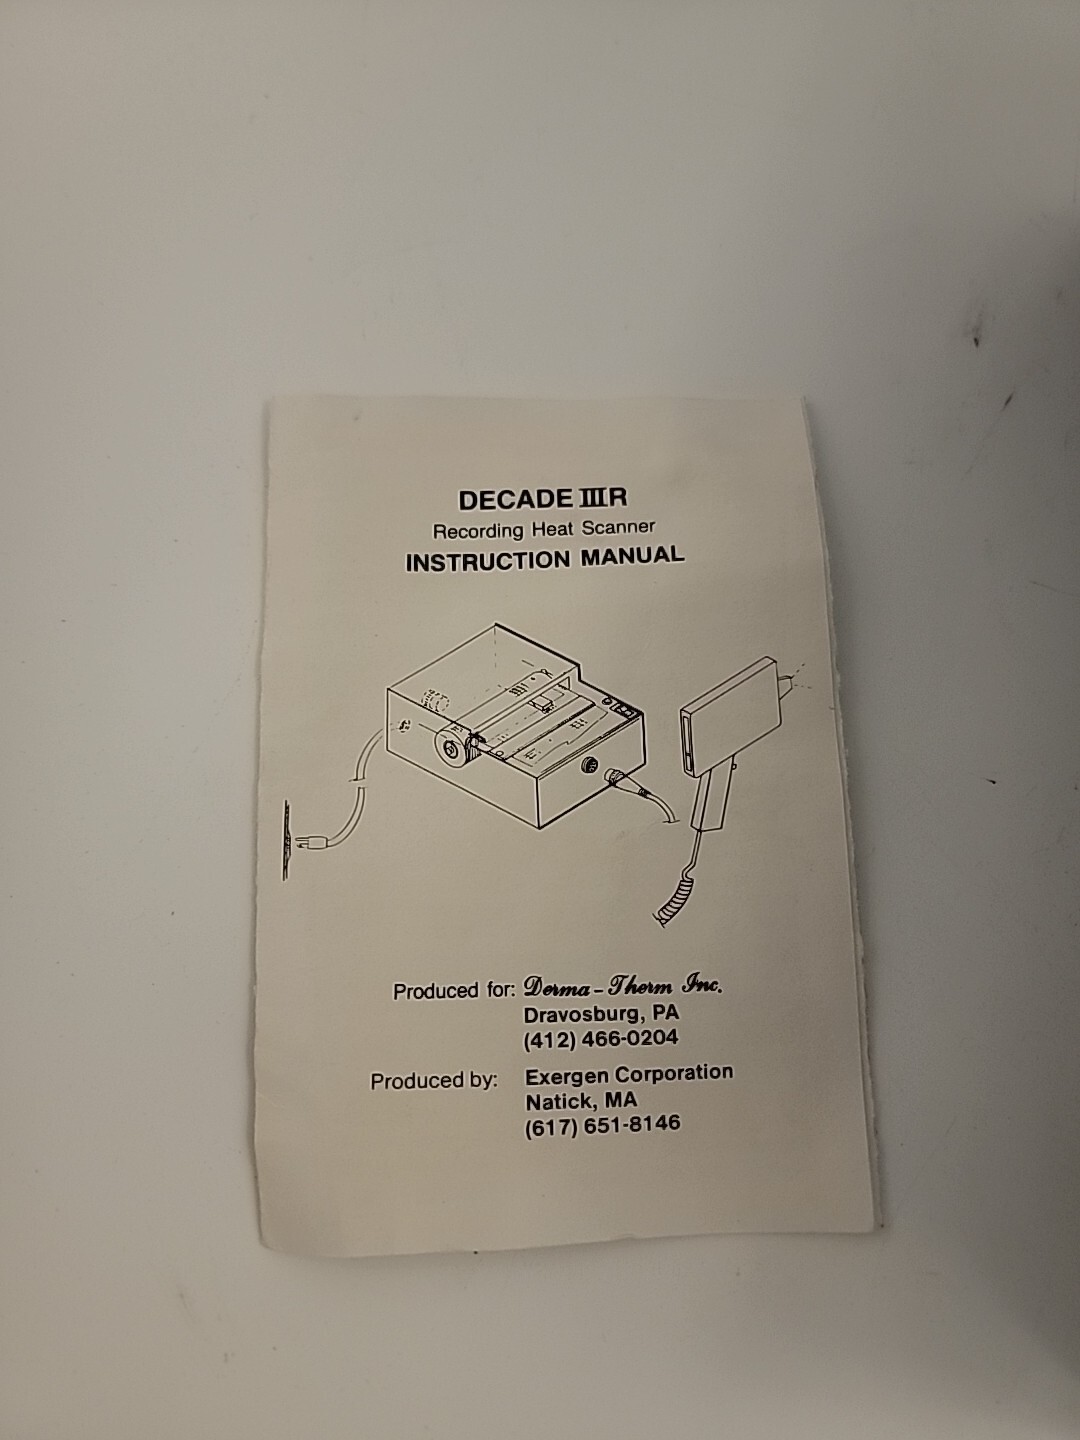 DECADE IIIR
Recording Heat Scanner
INSTRUCTION MANUAL
Produced for: Derma-Therm Inc.
Dravosburg, PA
(412) 466-0204
Produced by: Exergen Corporation
Natick, MA
(617) 651-8146